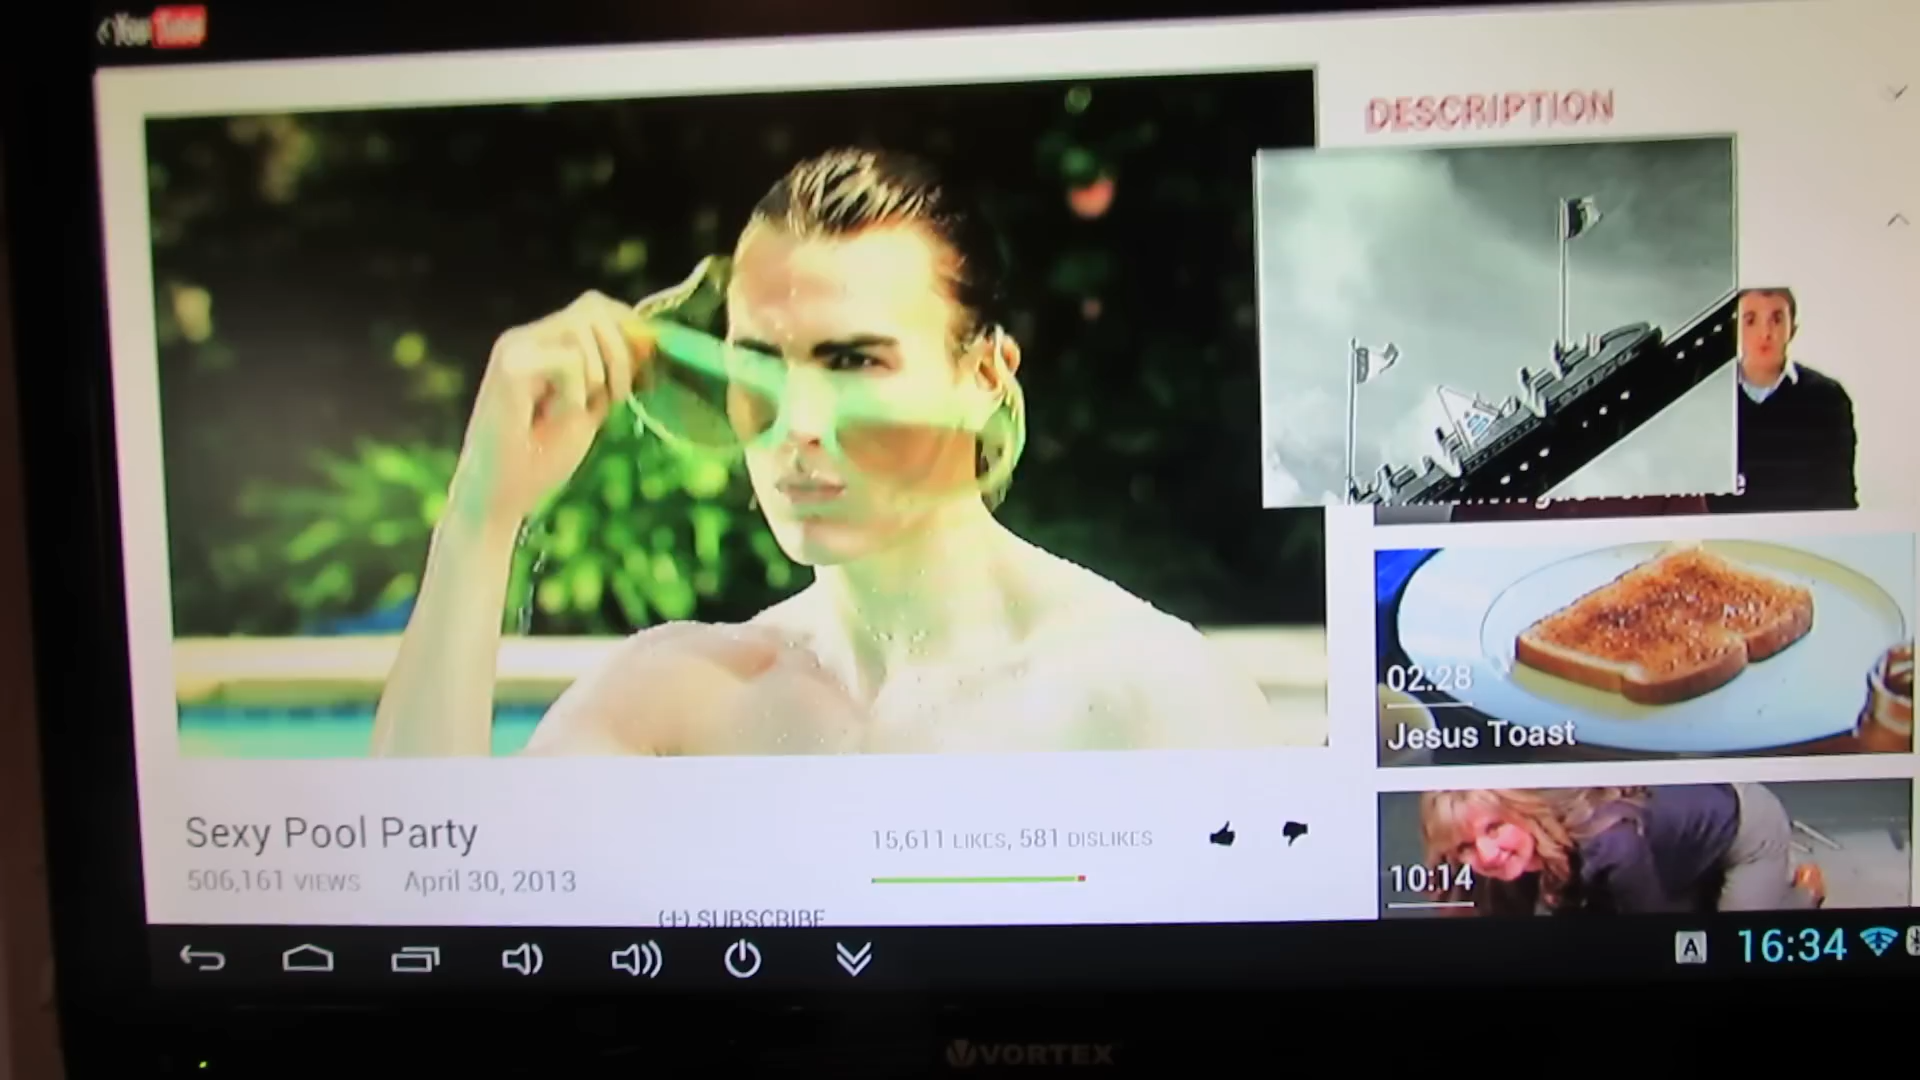 YouTube
DESCRIPTION
02:28
Jesus Toast
Sexy Pool Party
15,611 LIKES, 581 DISLIKES
506,161 VIEWS April 30, 2013
10:14
(+) SUBSCRIBE
A 16:34
VORTEX